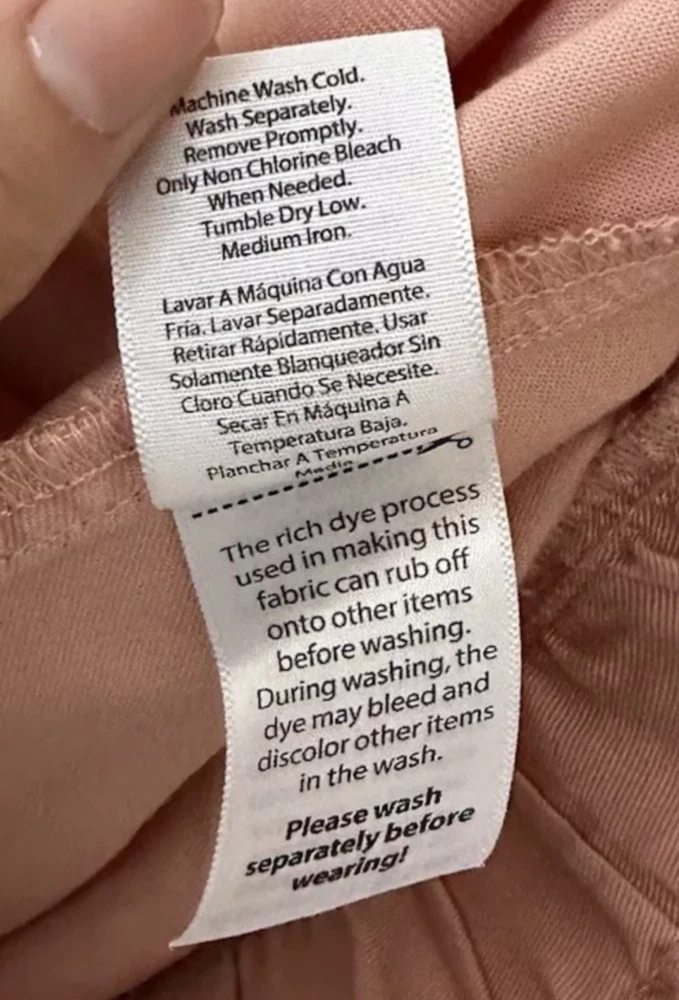 Machine Wash Cold.
Wash Separately.
Remove Promptly.
Only Non Chlorine Bleach
When Needed.
Tumble Dry Low.
Medium Iron.
Lavar A Máquina Con Agua
Fría. Lavar Separadamente.
Retirar Rápidamente. Usar
Solamente Blanqueador Sin
Cloro Cuando Se Necesite.
Secar En Máquina A
Temperatura Baja.
Planchar A Temperatura
Media
The rich dye process
used in making this
fabric can rub off
onto other items
before washing.
During washing, the
dye may bleed and
discolor other items
in the wash.
Please wash
separately before
wearing!